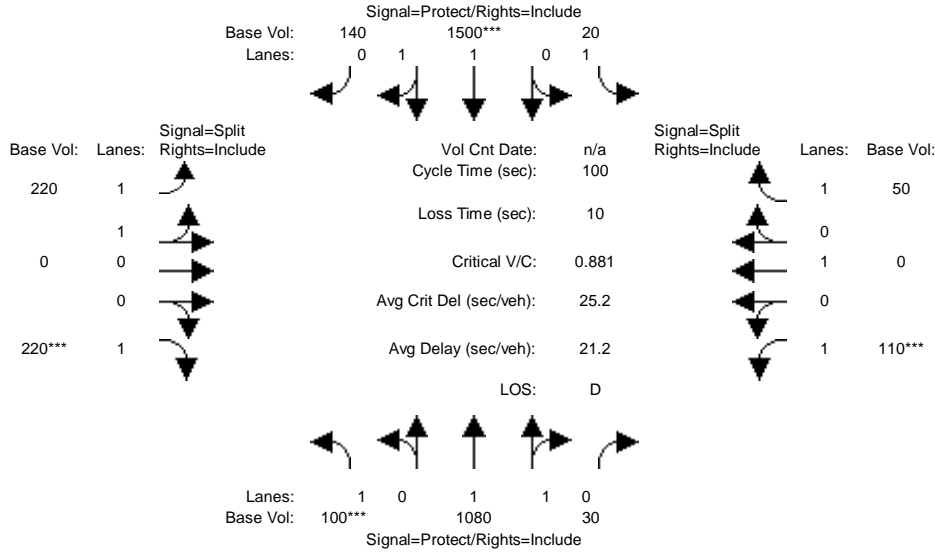 Signal=Protect/Rights=Include
Base Vol: 140 1500*** 20
Lanes: 0 1 1 0 1
Signal=Split
Rights=Include
Base Vol: Lanes:
220 1
1
0 0
0
220*** 1
Vol Cnt Date: n/a
Cycle Time (sec): 100
Loss Time (sec): 10
Critical V/C: 0.881
Avg Crit Del (sec/veh): 25.2
Avg Delay (sec/veh): 21.2
LOS: D
Signal=Split
Rights=Include
Lanes: Base Vol:
1 50
0
1 0
0
1 110***
Lanes: 1 0 1 1 0
Base Vol: 100*** 1080 30
Signal=Protect/Rights=Include